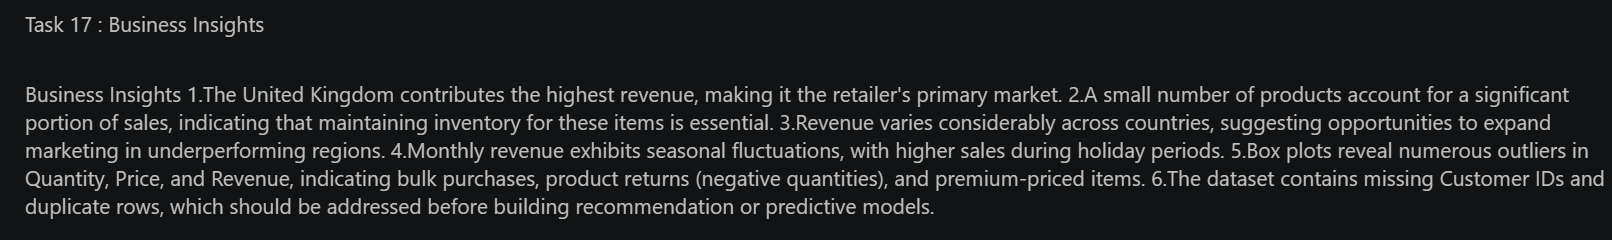 Task 17 : Business Insights
Business Insights 1.The United Kingdom contributes the highest revenue, making it the retailer's primary market. 2.A small number of products account for a significant
portion of sales, indicating that maintaining inventory for these items is essential. 3.Revenue varies considerably across countries, suggesting opportunities to expand
marketing in underperforming regions. 4.Monthly revenue exhibits seasonal fluctuations, with higher sales during holiday periods. 5.Box plots reveal numerous outliers in
Quantity, Price, and Revenue, indicating bulk purchases, product returns (negative quantities), and premium-priced items. 6.The dataset contains missing Customer IDs and
duplicate rows, which should be addressed before building recommendation or predictive models.